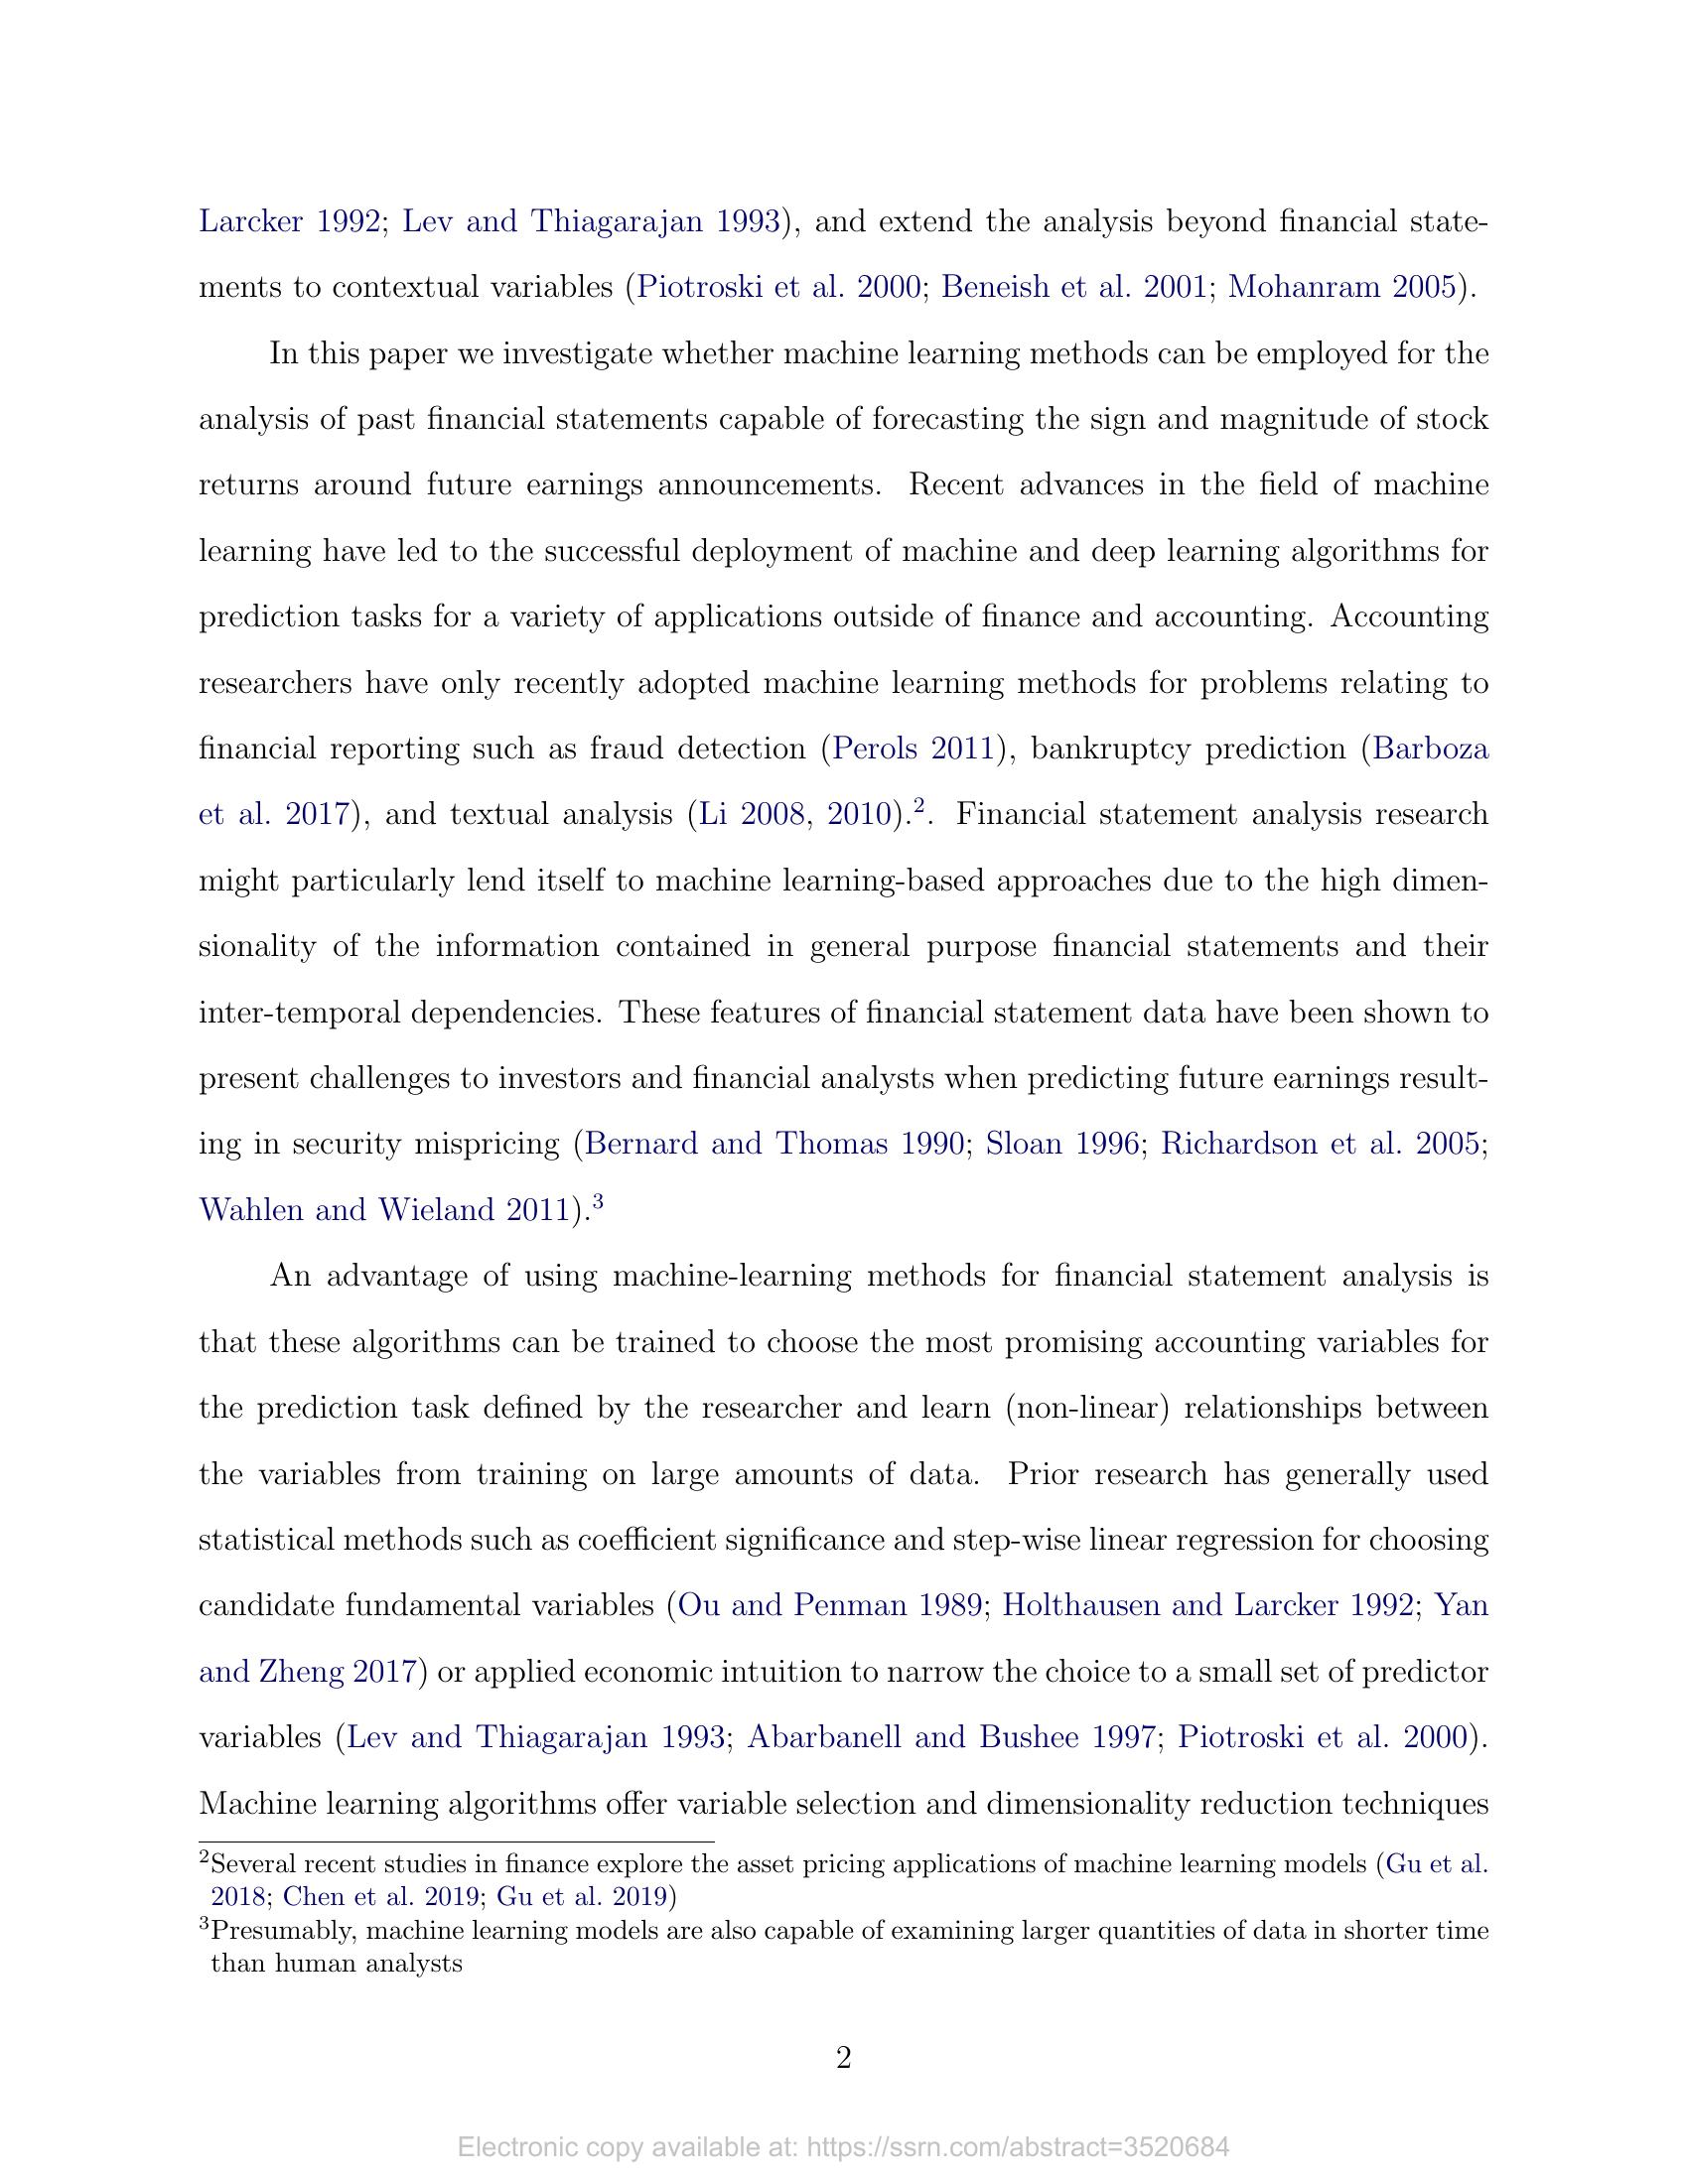 Larcker 1992; Lev and Thiagarajan 1993), and extend the analysis beyond financial state-
ments to contextual variables (Piotroski et al. 2000; Beneish et al. 2001; Mohanram 2005).
In this paper we investigate whether machine learning methods can be employed for the
analysis of past financial statements capable of forecasting the sign and magnitude of stock
returns around future earnings announcements. Recent advances in the field of machine
learning have led to the successful deployment of machine and deep learning algorithms for
prediction tasks for a variety of applications outside of finance and accounting. Accounting
researchers have only recently adopted machine learning methods for problems relating to
financial reporting such as fraud detection (Perols 2011), bankruptcy prediction (Barboza
et al. 2017), and textual analysis (Li 2008, 2010).². Financial statement analysis research
might particularly lend itself to machine learning-based approaches due to the high dimen-
sionality of the information contained in general purpose financial statements and their
inter-temporal dependencies. These features of financial statement data have been shown to
present challenges to investors and financial analysts when predicting future earnings result-
ing in security mispricing (Bernard and Thomas 1990; Sloan 1996; Richardson et al. 2005;
Wahlen and Wieland 2011).³
An advantage of using machine-learning methods for financial statement analysis is
that these algorithms can be trained to choose the most promising accounting variables for
the prediction task defined by the researcher and learn (non-linear) relationships between
the variables from training on large amounts of data. Prior research has generally used
statistical methods such as coefficient significance and step-wise linear regression for choosing
candidate fundamental variables (Ou and Penman 1989; Holthausen and Larcker 1992; Yan
and Zheng 2017) or applied economic intuition to narrow the choice to a small set of predictor
variables (Lev and Thiagarajan 1993; Abarbanell and Bushee 1997; Piotroski et al. 2000).
Machine learning algorithms offer variable selection and dimensionality reduction techniques
²Several recent studies in finance explore the asset pricing applications of machine learning models (Gu et al.
2018; Chen et al. 2019; Gu et al. 2019)
³Presumably, machine learning models are also capable of examining larger quantities of data in shorter time
than human analysts
2
Electronic copy available at: https://ssrn.com/abstract=3520684